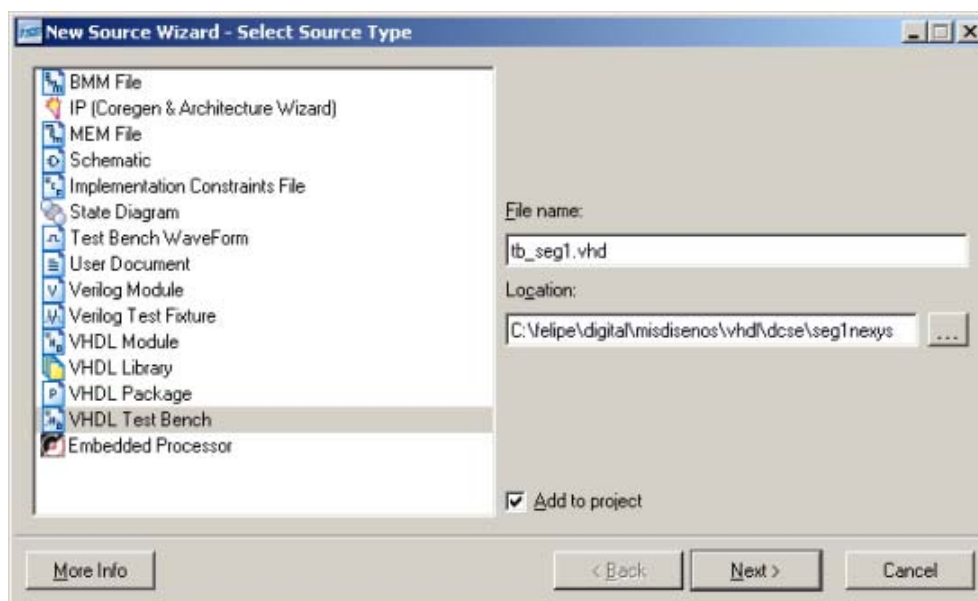 New Source Wizard - Select Source Type
BMM File
IP (Coregen & Architecture Wizard)
MEM File
Schematic
Implementation Constraints File
State Diagram
Test Bench WaveForm
User Document
Verilog Module
Verilog Test Fixture
VHDL Module
VHDL Library
VHDL Package
VHDL Test Bench
Embedded Processor
File name:
tb_seg1.vhd
Location:
C:\felipe\digital\misdisenos\vhdl\dcse\seg1nexys
...
Add to project
More Info
< Back
Next >
Cancel